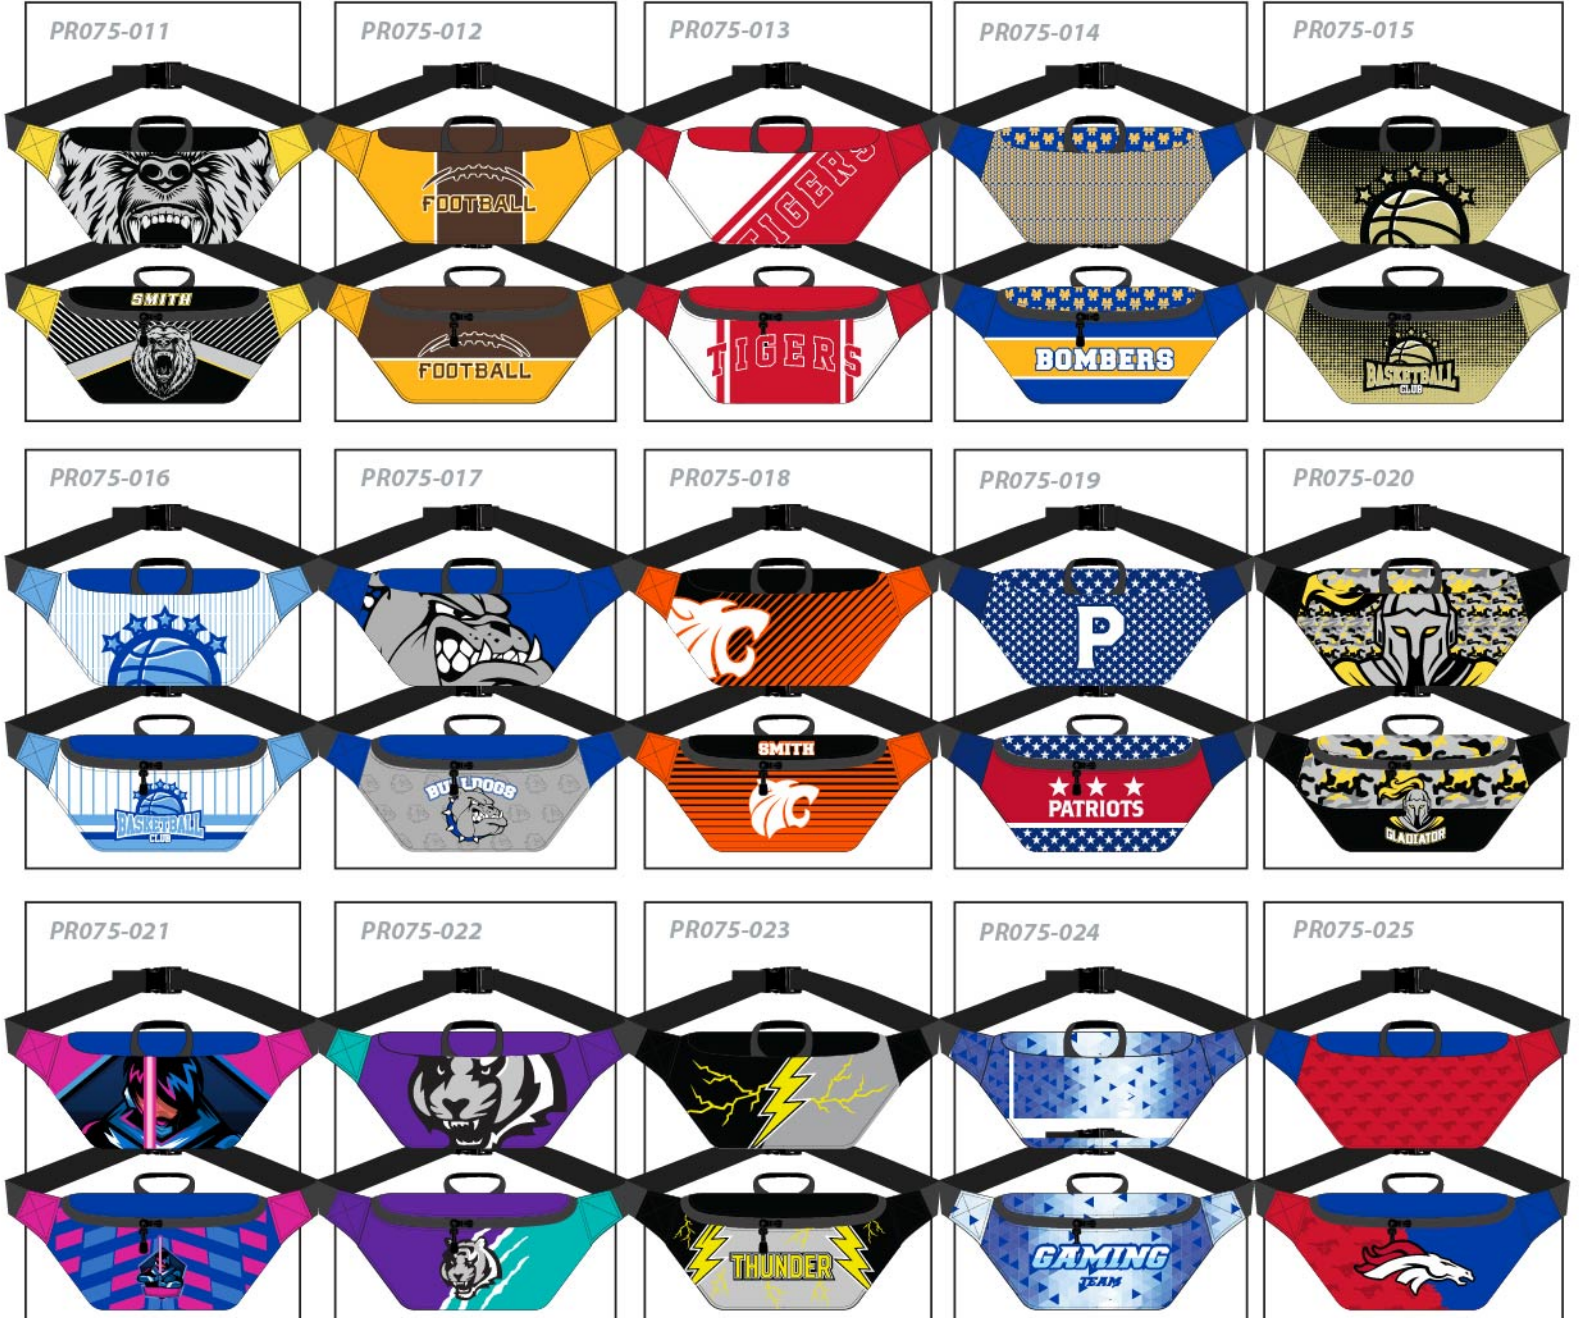 PR075-011
PR075-012
PR075-013
PR075-014
PR075-015
FOOTBALL
TIGERS
SMITH
FOOTBALL
TIGERS
BOMBERS
BASKETBALL
CLUB
PR075-016
PR075-017
PR075-018
PR075-019
PR075-020
P
BASKETBALL
CLUB
BULLDOGS
SMITH
PATRIOTS
GLADIATOR
PR075-021
PR075-022
PR075-023
PR075-024
PR075-025
THUNDER
GAMING
TEAM